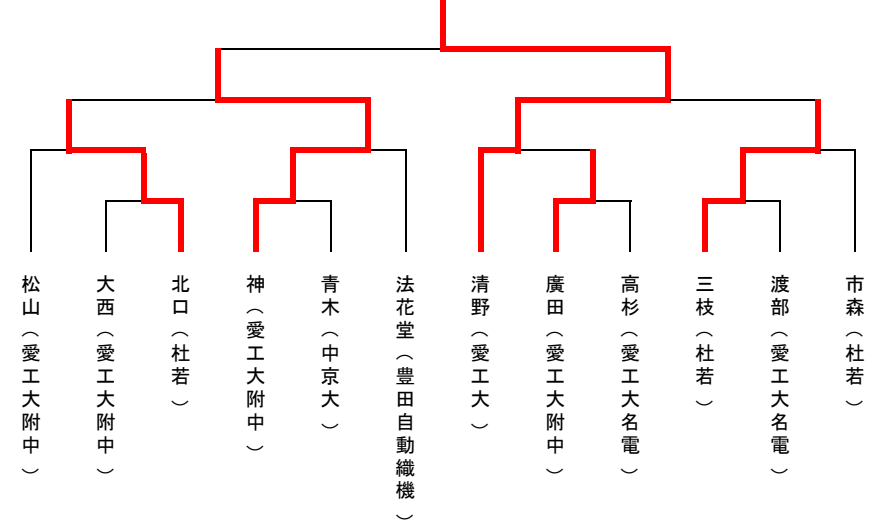 松山（愛工大附中）
大西（愛工大附中）
北口（杜若）
神（愛工大附中）
青木（中京大）
法花堂（豊田自動織機）
清野（愛工大）
廣田（愛工大附中）
高杉（愛工大名電）
三枝（杜若）
渡部（愛工大名電）
市森（杜若）